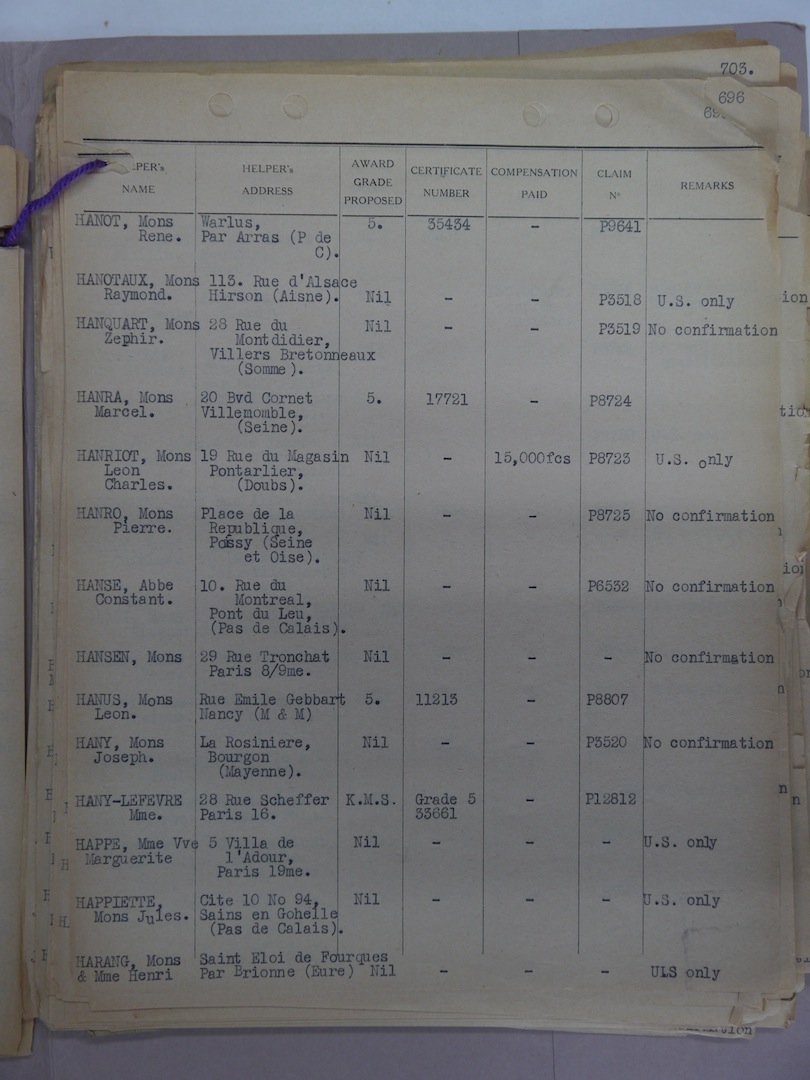 703.
696
HELPER's NAME HELPER's ADDRESS AWARD GRADE PROPOSED CERTIFICATE NUMBER COMPENSATION PAID CLAIM No REMARKS
HANOT, Mons Warlus, 5. 35434 - P9641
Rene. Par Arras (P de
C).
HANOTAUX, Mons 113. Rue d'Alsace
Raymond. Hirson (Aisne). Nil - - P3518 U.S. only
HANQUART, Mons 28 Rue du Nil - - P3519 No confirmation
Zephir. Montdidier,
Villers Bretonneaux
(Somme).
HANRA, Mons 20 Bvd Cornet 5. 17721 - P8724
Marcel. Villemomble,
(Seine).
HANRIOT, Mons 19 Rue du Magasin Nil - 15,000fcs P8723 U.S. only
Leon Pontarlier,
Charles. (Doubs).
HANRO, Mons Place de la Nil - - P8725 No confirmation
Pierre. Republique,
Possy (Seine
et Oise).
HANSE, Abbe 10. Rue du Nil - - P6532 No confirmation
Constant. Montreal,
Pont du Leu,
(Pas de Calais).
HANSEN, Mons 29 Rue Tronchat Nil - - - No confirmation
Paris 8/9me.
HANUS, Mons Rue Emile Gebbart 5. 11213 - P8807
Leon. Nancy (M & M)
HANY, Mons La Rosiniere, Nil - - P3520 No confirmation
Joseph. Bourgon
(Mayenne).
HANY-LEFEVRE 28 Rue Scheffer K.M.S. Grade 5 - P12812
Mme. Paris 16. 33661
HAPPE, Mme Vve 5 Villa de Nil - - - U.S. only
Marguerite l'Adour,
Paris 19me.
HAPPIETTE, Cite 10 No 94, Nil - - - U.S. only
Mons Jules. Sains en Gohelle
(Pas de Calais).
HARANG, Mons Saint Eloi de Fourques
& Mme Henri Par Brionne (Eure) Nil - - - ULS only